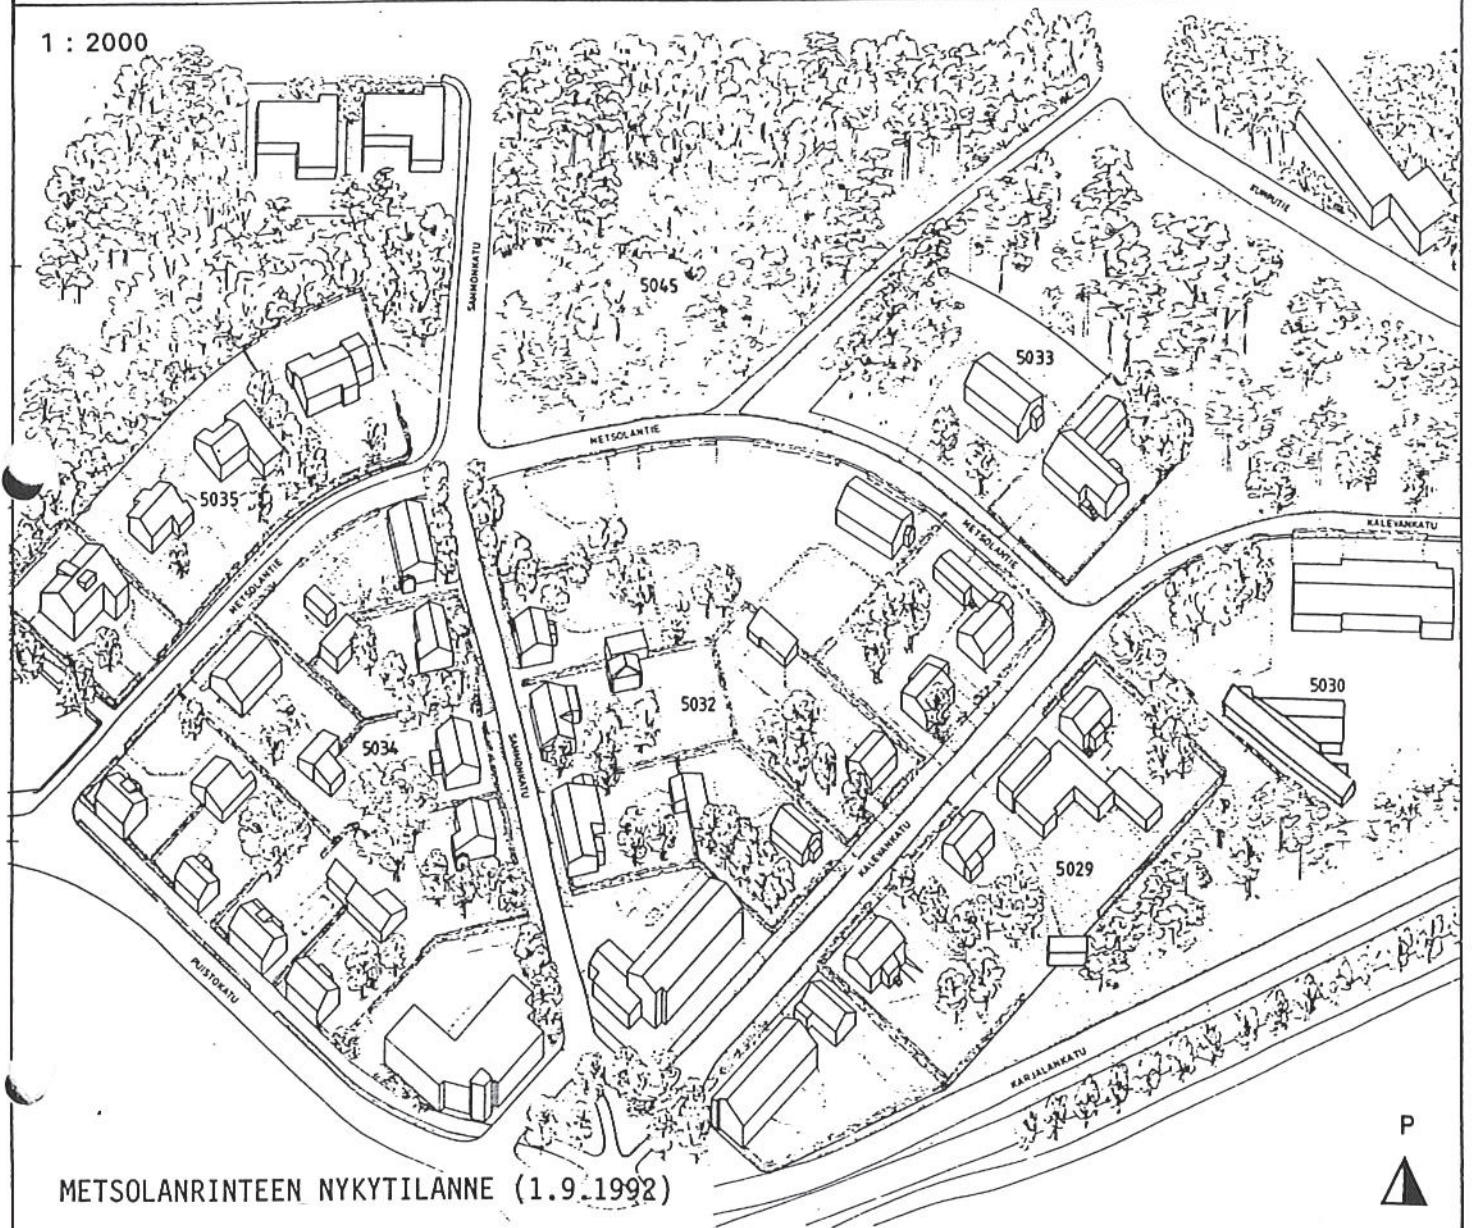 1 : 2000
KUMPUTIE
SAMMONKATU
5045
5033
METSOLANTIE
5035
KALEVANKATU
METSOLANTIE
METSOLANTIE
5030
5032
5034
SAMMONKATU
KALEVANKATU
5029
PUISTOKATU
KARJALANKATU
P
METSOLANRINTEEN NYKYTILANNE (1.9.1992)